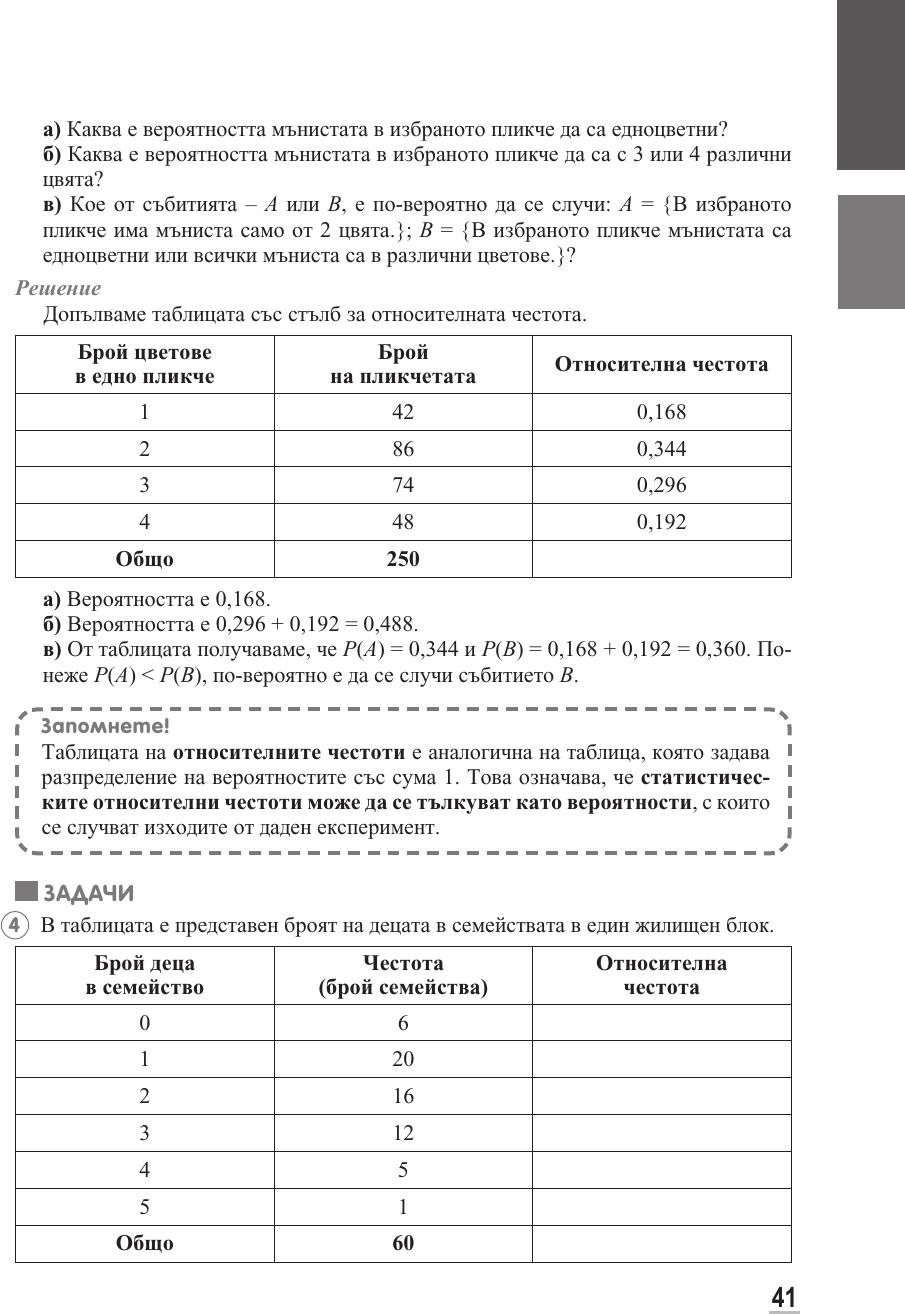 а) Каква е вероятността мънистата в избраното пликче да са едноцветни?
б) Каква е вероятността мънистата в избраното пликче да са с 3 или 4 различни
цвята?
в) Кое от събитията – A или B, е по-вероятно да се случи: A = {В избраното
пликче има мъниста само от 2 цвята.}; B = {В избраното пликче мънистата са
едноцветни или всички мъниста са в различни цветове.}?
Решение
Допълваме таблицата със стълб за относителната честота.
Брой цветове в едно пликче | Брой на пликчетата | Относителна честота
1 | 42 | 0,168
2 | 86 | 0,344
3 | 74 | 0,296
4 | 48 | 0,192
Общо | 250
а) Вероятността е 0,168.
б) Вероятността е 0,296 + 0,192 = 0,488.
в) От таблицата получаваме, че P(A) = 0,344 и P(B) = 0,168 + 0,192 = 0,360. По-
неже P(A) < P(B), по-вероятно е да се случи събитието B.
Запомнете!
Таблицата на относителните честоти е аналогична на таблица, която задава
разпределение на вероятностите със сума 1. Това означава, че статистичес-
ките относителни честоти може да се тълкуват като вероятности, с които
се случват изходите от даден експеримент.
ЗАДАЧИ
4 В таблицата е представен броят на децата в семействата в един жилищен блок.
Брой деца в семейство | Честота (брой семейства) | Относителна честота
0 | 6
1 | 20
2 | 16
3 | 12
4 | 5
5 | 1
Общо | 60
41